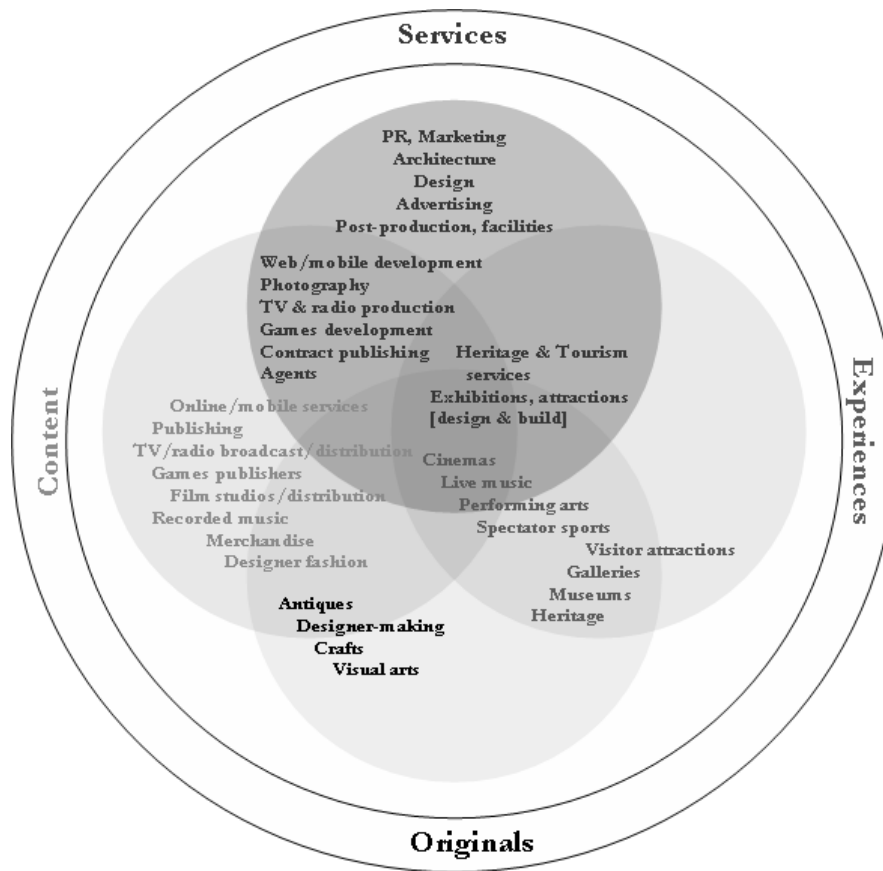 Services
PR, Marketing
Architecture
Design
Advertising
Post-production, facilities
Web/mobile development
Photography
TV & radio production
Games development
Contract publishing
Agents
Heritage & Tourism
services
Exhibitions, attractions
[design & build]
Content
Online/mobile services
Publishing
TV/radio broadcast/distribution
Games publishers
Film studios/distribution
Recorded music
Merchandise
Designer fashion
Cinemas
Live music
Performing arts
Spectator sports
Visitor attractions
Galleries
Museums
Heritage
Experiences
Antiques
Designer-making
Crafts
Visual arts
Originals